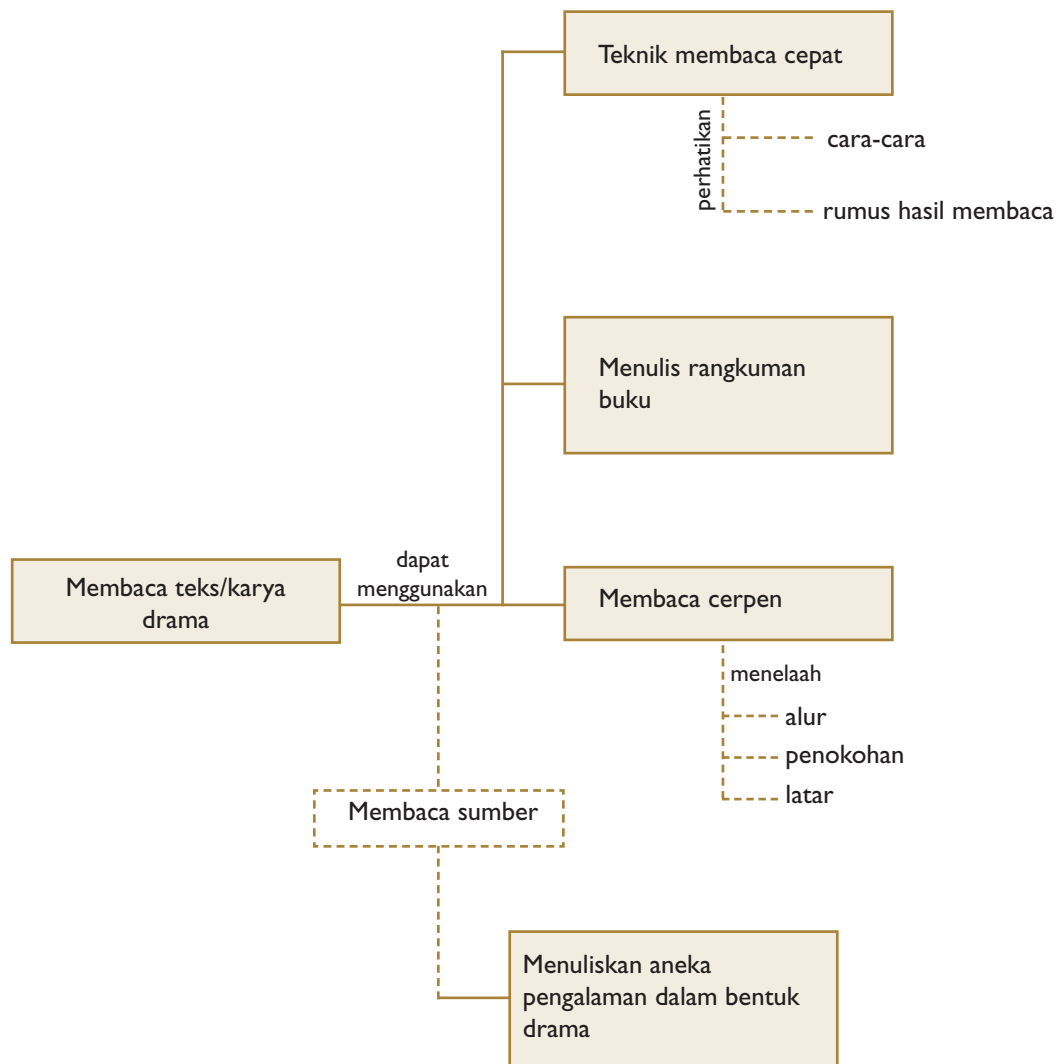 Teknik membaca cepat
perhatikan
cara-cara
rumus hasil membaca
Menulis rangkuman
buku
Membaca teks/karya
drama
dapat
menggunakan
Membaca cerpen
menelaah
alur
penokohan
latar
Membaca sumber
Menuliskan aneka
pengalaman dalam bentuk
drama